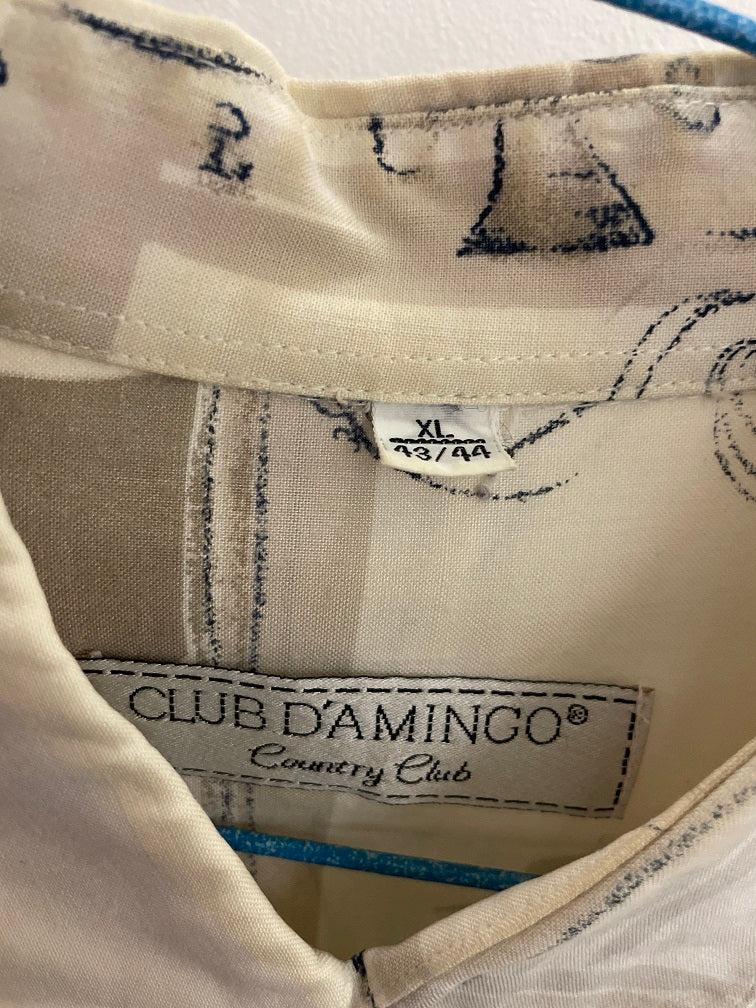 XL.
43/44
CLUB D'AMINGO®
Country Club